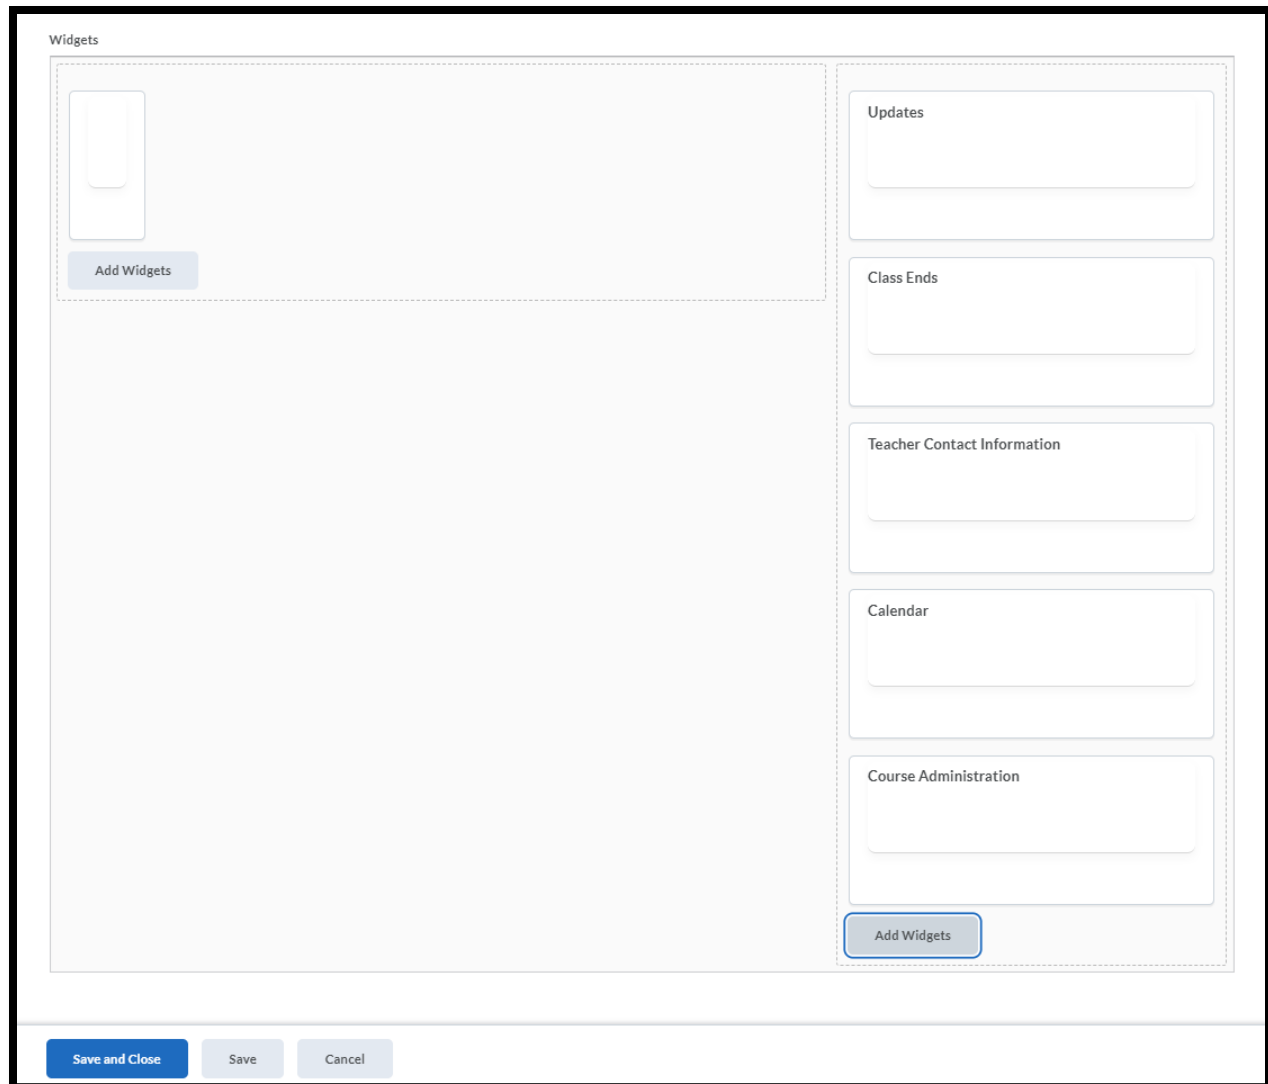 Widgets
Add Widgets
Updates
Class Ends
Teacher Contact Information
Calendar
Course Administration
Add Widgets
Save and Close
Save
Cancel